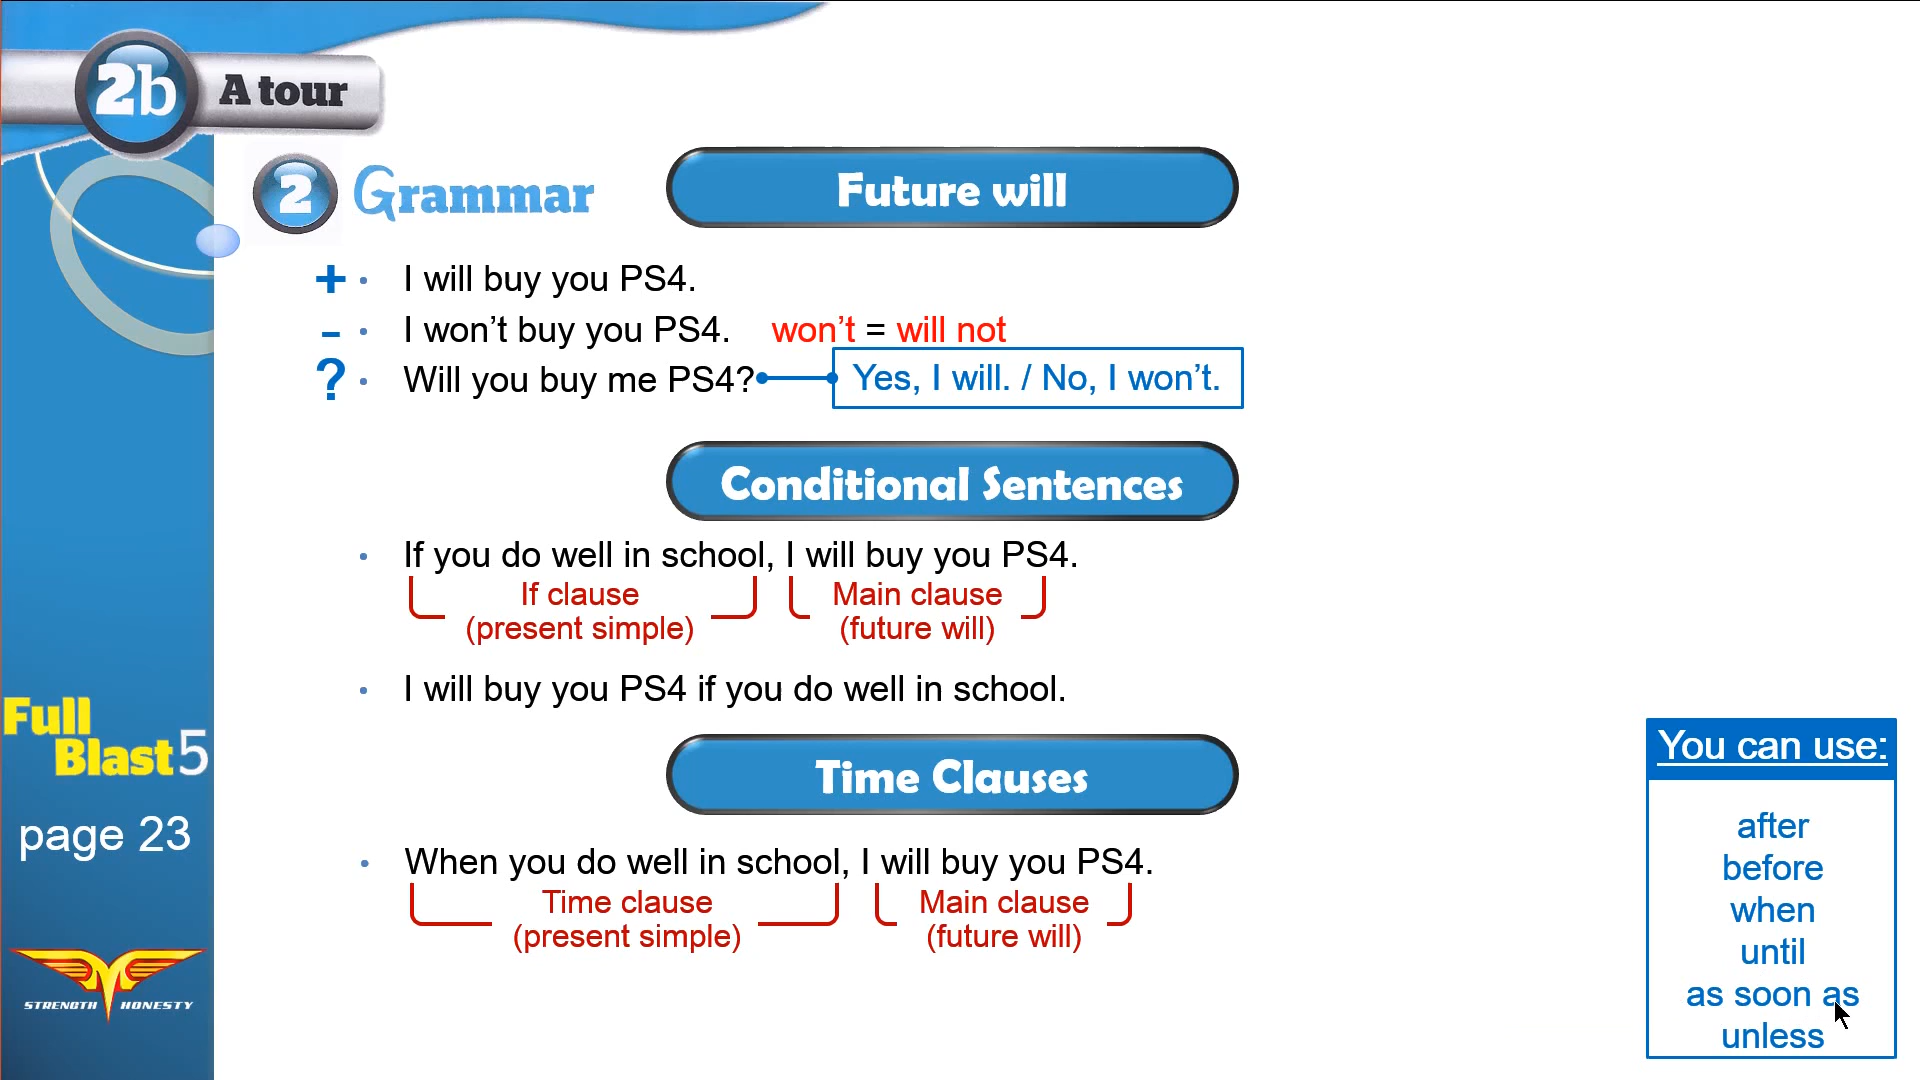 2b A tour
2 Grammar
Future will
+ • I will buy you PS4.
- • I won’t buy you PS4. won’t = will not
? • Will you buy me PS4? Yes, I will. / No, I won’t.
Conditional Sentences
• If you do well in school, I will buy you PS4.
If clause Main clause
(present simple) (future will)
• I will buy you PS4 if you do well in school.
Time Clauses
• When you do well in school, I will buy you PS4.
Time clause Main clause
(present simple) (future will)
Full
Blast 5
page 23
STRENGTH HONESTY
You can use:
after
before
when
until
as soon as
unless